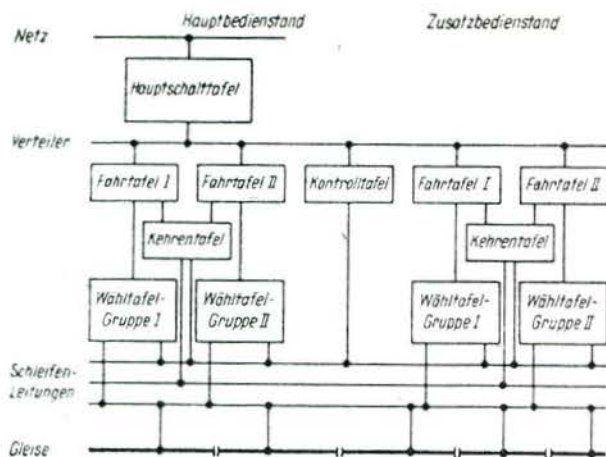 Hauptbedienstand
Zusatzbedienstand
Netz
Hauptschalttafel
Verteiler
Fahrtafel I
Fahrtafel II
Kontrolltafel
Fahrtafel I
Fahrtafel II
Kehrentafel
Kehrentafel
Wähltafel-
Gruppe I
Wähltafel-
Gruppe II
Wähltafel-
Gruppe I
Wähltafel-
Gruppe II
Schleifen-
Leitungen
Gleise